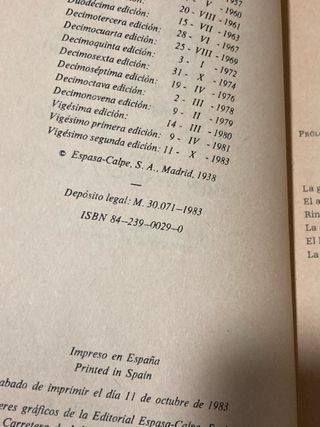 - 1957
- V - 1960
20 - VIII - 1961
Duodécima edición: 15 - VII - 1963
Decimotercera edición: 28 - VI - 1967
Decimocuarta edición: 25 - VIII - 1969
Decimoquinta edición: 3 - I - 1972
Decimosexta edición: 31 - X - 1974
Decimoséptima edición: 19 - IV - 1976
Decimoctava edición: 2 - III - 1978
Decimonovena edición: 9 - II - 1979
Vigésima edición: 14 - III - 1980
Vigésimo primera edición: 9 - IV - 1981
Vigésimo segunda edición: 11 - X - 1983
© Espasa-Calpe, S. A., Madrid, 1938
—
Depósito legal: M. 30.071—1983
ISBN 84—239—0029—0
Impreso en España
Printed in Spain
abado de imprimir el día 11 de octubre de 1983
eres gráficos de la Editorial Espasa-Calpe, S.
Carretera de
PRÓL
La g
El a
Rin
La
El
La